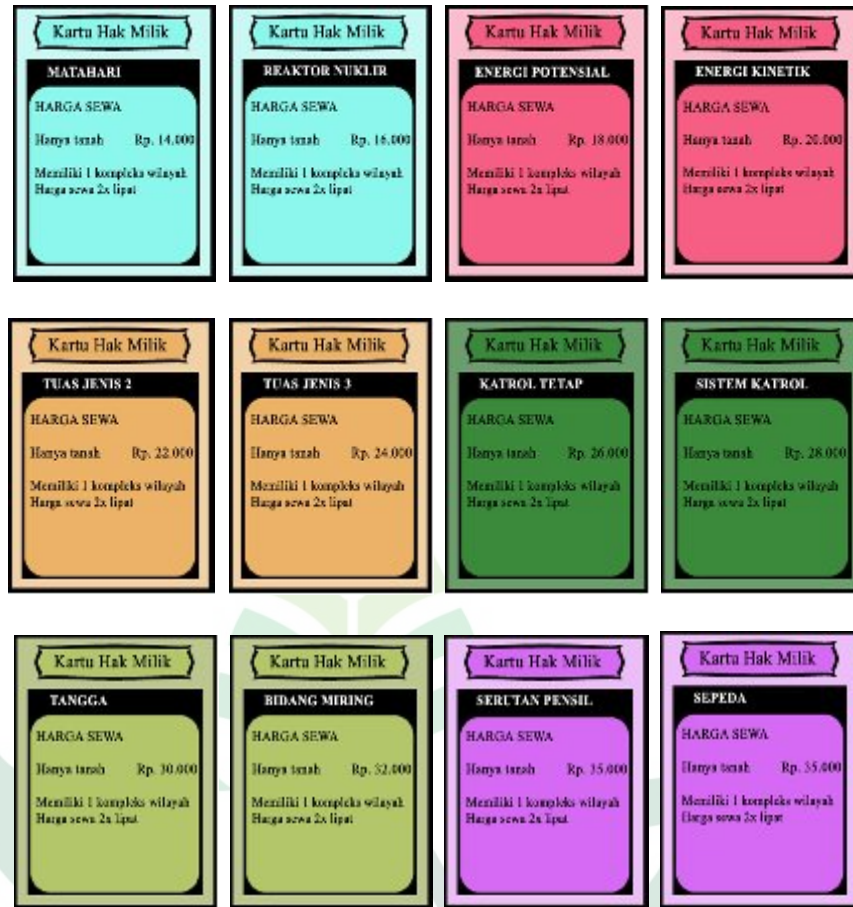 Kartu Hak Milik
MATAHARI
HARGA SEWA
Hanya tanah Rp. 14.000
Memiliki 1 kompleks wilayah
Harga sewa 2x lipat
Kartu Hak Milik
REAKTOR NUKLIR
HARGA SEWA
Hanya tanah Rp. 16.000
Memiliki 1 kompleks wilayah
Harga sewa 2x lipat
Kartu Hak Milik
ENERGI POTENSIAL
HARGA SEWA
Hanya tanah Rp. 18.000
Memiliki 1 kompleks wilayah
Harga sewa 2x lipat
Kartu Hak Milik
ENERGI KINETIK
HARGA SEWA
Hanya tanah Rp. 20.000
Memiliki 1 kompleks wilayah
Harga sewa 2x lipat
Kartu Hak Milik
TUAS JENIS 2
HARGA SEWA
Hanya tanah Rp. 22.000
Memiliki 1 kompleks wilayah
Harga sewa 2x lipat
Kartu Hak Milik
TUAS JENIS 3
HARGA SEWA
Hanya tanah Rp. 24.000
Memiliki 1 kompleks wilayah
Harga sewa 2x lipat
Kartu Hak Milik
KATROL TETAP
HARGA SEWA
Hanya tanah Rp. 26.000
Memiliki 1 kompleks wilayah
Harga sewa 2x lipat
Kartu Hak Milik
SISTEM KATROL
HARGA SEWA
Hanya tanah Rp. 28.000
Memiliki 1 kompleks wilayah
Harga sewa 2x lipat
Kartu Hak Milik
TANGGA
HARGA SEWA
Hanya tanah Rp. 30.000
Memiliki 1 kompleks wilayah
Harga sewa 2x lipat
Kartu Hak Milik
BIDANG MIRING
HARGA SEWA
Hanya tanah Rp. 32.000
Memiliki 1 kompleks wilayah
Harga sewa 2x lipat
Kartu Hak Milik
SERUTAN PENSIL
HARGA SEWA
Hanya tanah Rp. 35.000
Memiliki 1 kompleks wilayah
Harga sewa 2x lipat
Kartu Hak Milik
SEPEDA
HARGA SEWA
Hanya tanah Rp. 35.000
Memiliki 1 kompleks wilayah
Harga sewa 2x lipat